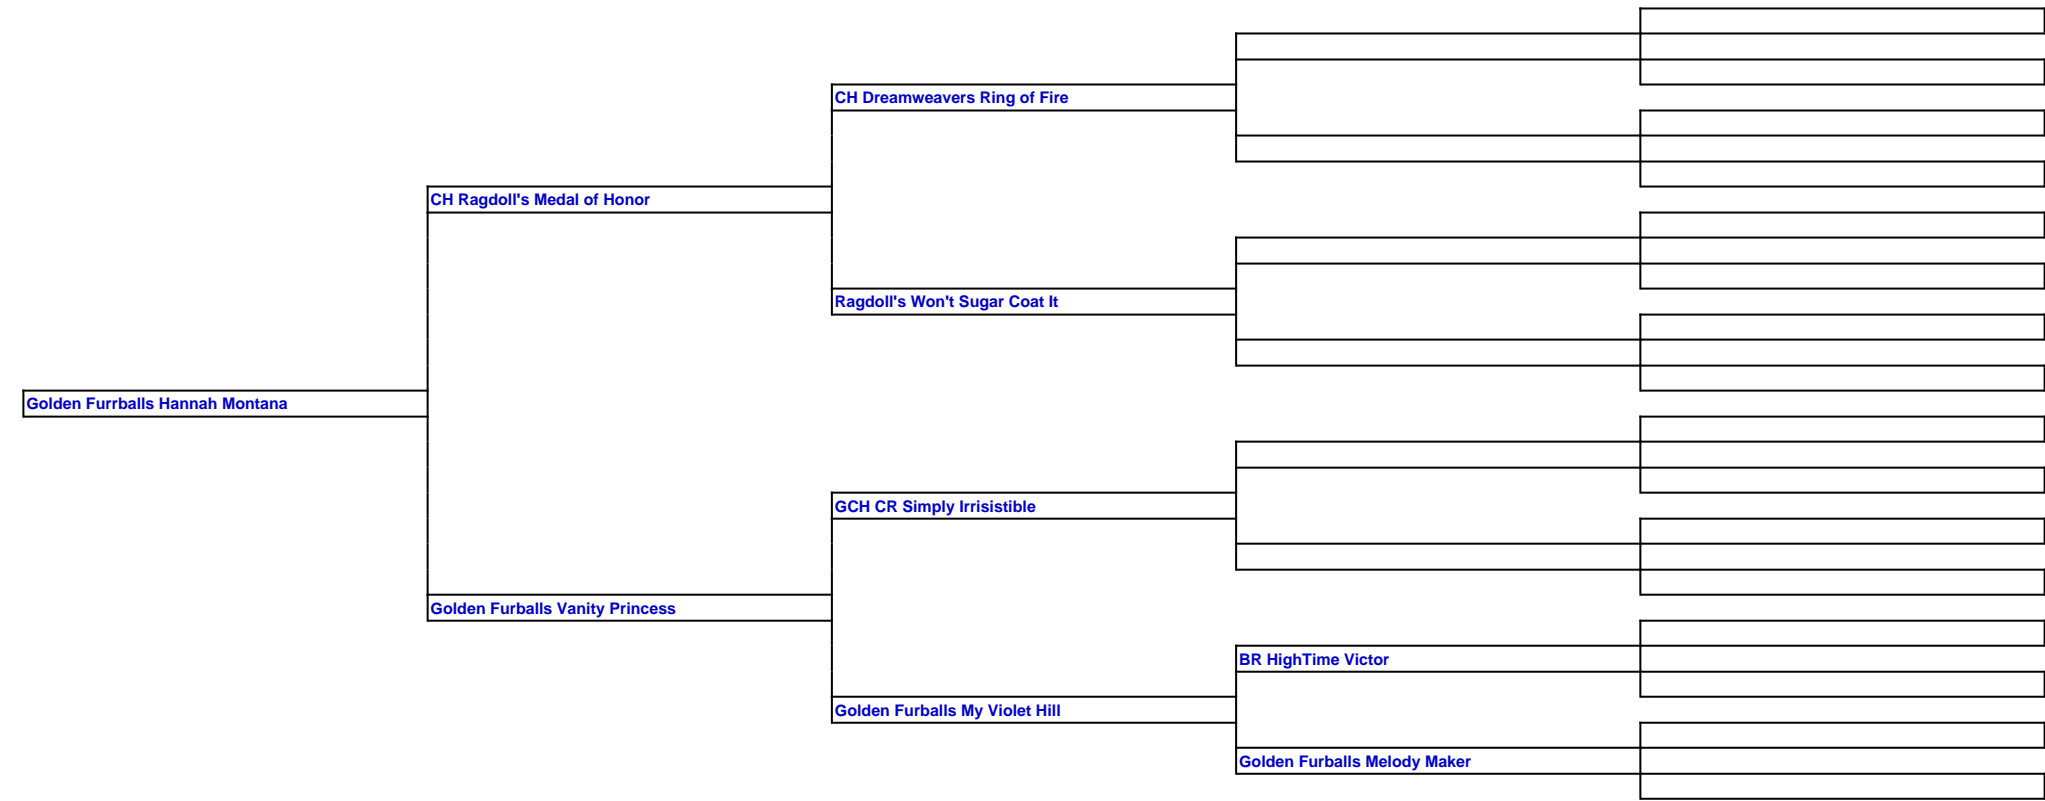 CH Dreamweavers Ring of Fire
CH Ragdoll's Medal of Honor
Ragdoll's Won't Sugar Coat It
Golden Furrballs Hannah Montana
GCH CR Simply Irrisistible
Golden Furballs Vanity Princess
BR HighTime Victor
Golden Furballs My Violet Hill
Golden Furballs Melody Maker